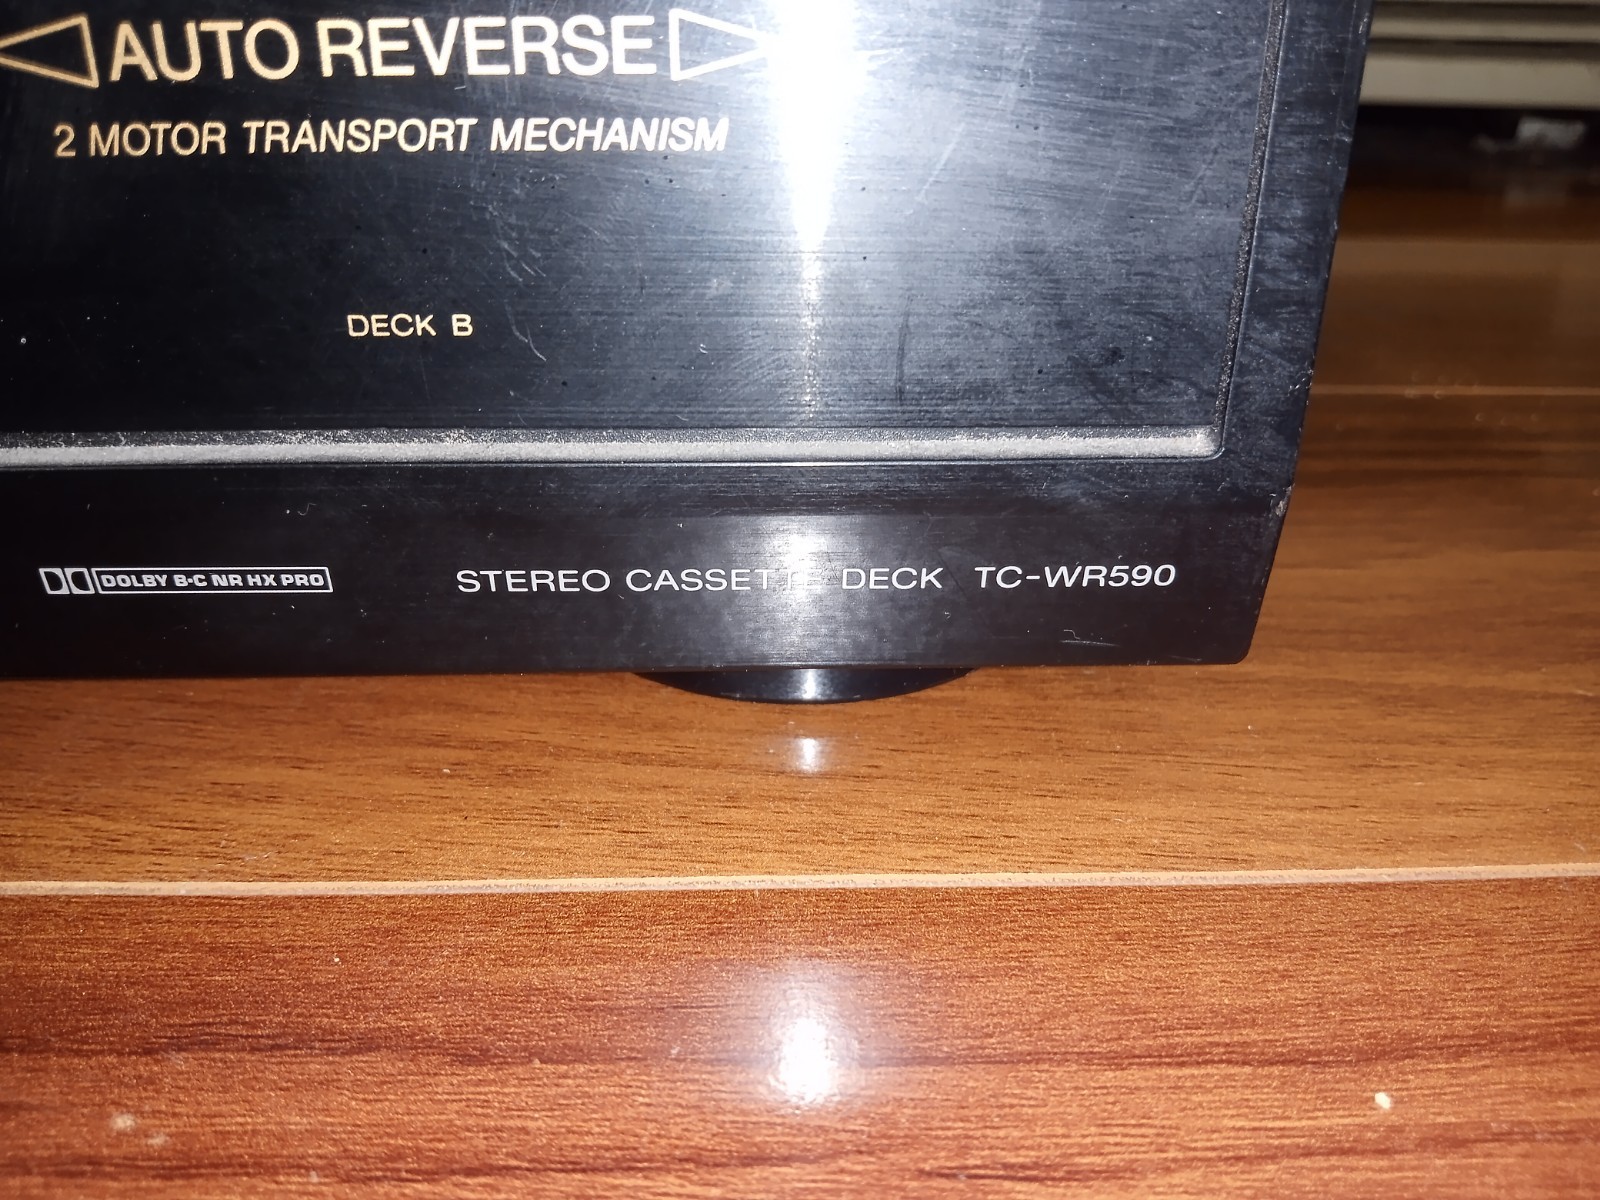 AUTO REVERSE
2 MOTOR TRANSPORT MECHANISM
DECK B
DOLBY B-C NR HX PRO
STEREO CASSETTE DECK TC-WR590